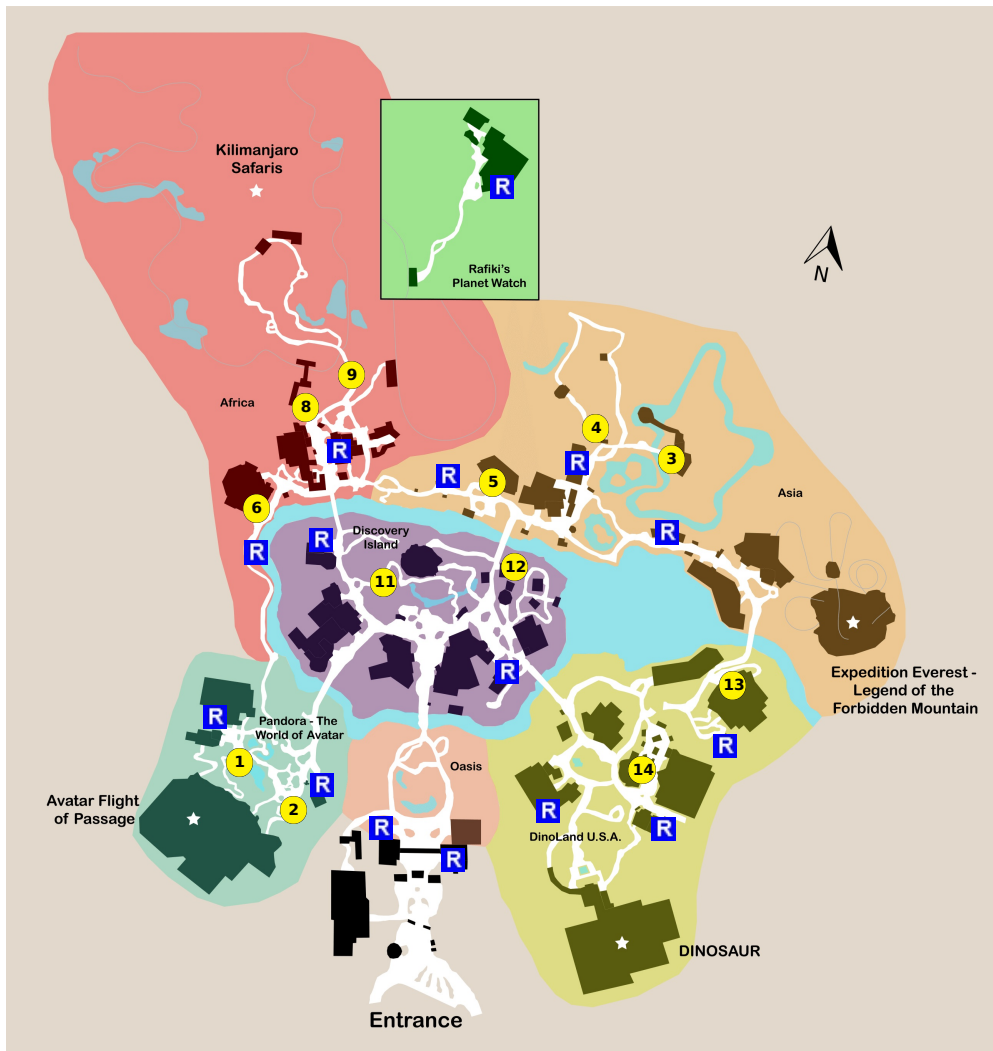 Kilimanjaro
Safaris
R
Rafiki's
Planet Watch
N
9
Africa
8
4
R
3
R
R
5
Asia
6
Discovery
Island
R
R
R
12
11
R
Expedition Everest -
Legend of the
Forbidden Mountain
13
R
Pandora - The
World of Avatar
R
1
Oasis
14
R
Avatar Flight
of Passage
2
R
R
R
DinoLand U.S.A.
R
DINOSAUR
Entrance